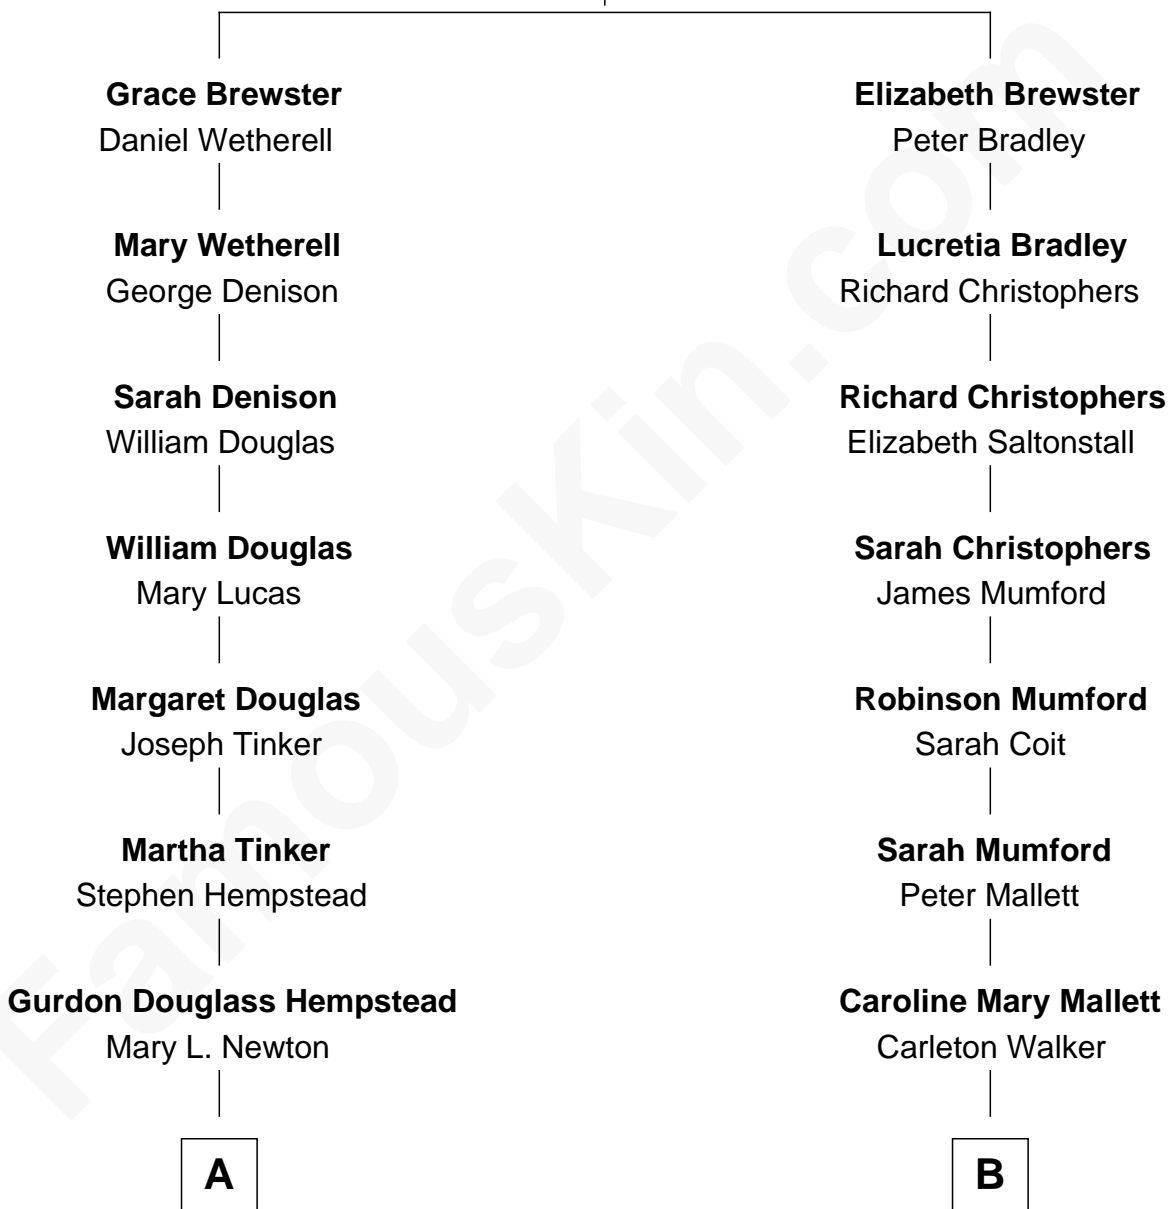 Grace Brewster
Daniel Wetherell
Mary Wetherell
George Denison
Sarah Denison
William Douglas
William Douglas
Mary Lucas
Margaret Douglas
Joseph Tinker
Martha Tinker
Stephen Hempstead
Gurdon Douglass Hempstead
Mary L. Newton
A
Elizabeth Brewster
Peter Bradley
Lucretia Bradley
Richard Christophers
Richard Christophers
Elizabeth Saltonstall
Sarah Christophers
James Mumford
Robinson Mumford
Sarah Coit
Sarah Mumford
Peter Mallett
Caroline Mary Mallett
Carleton Walker
B
FamousKin.com